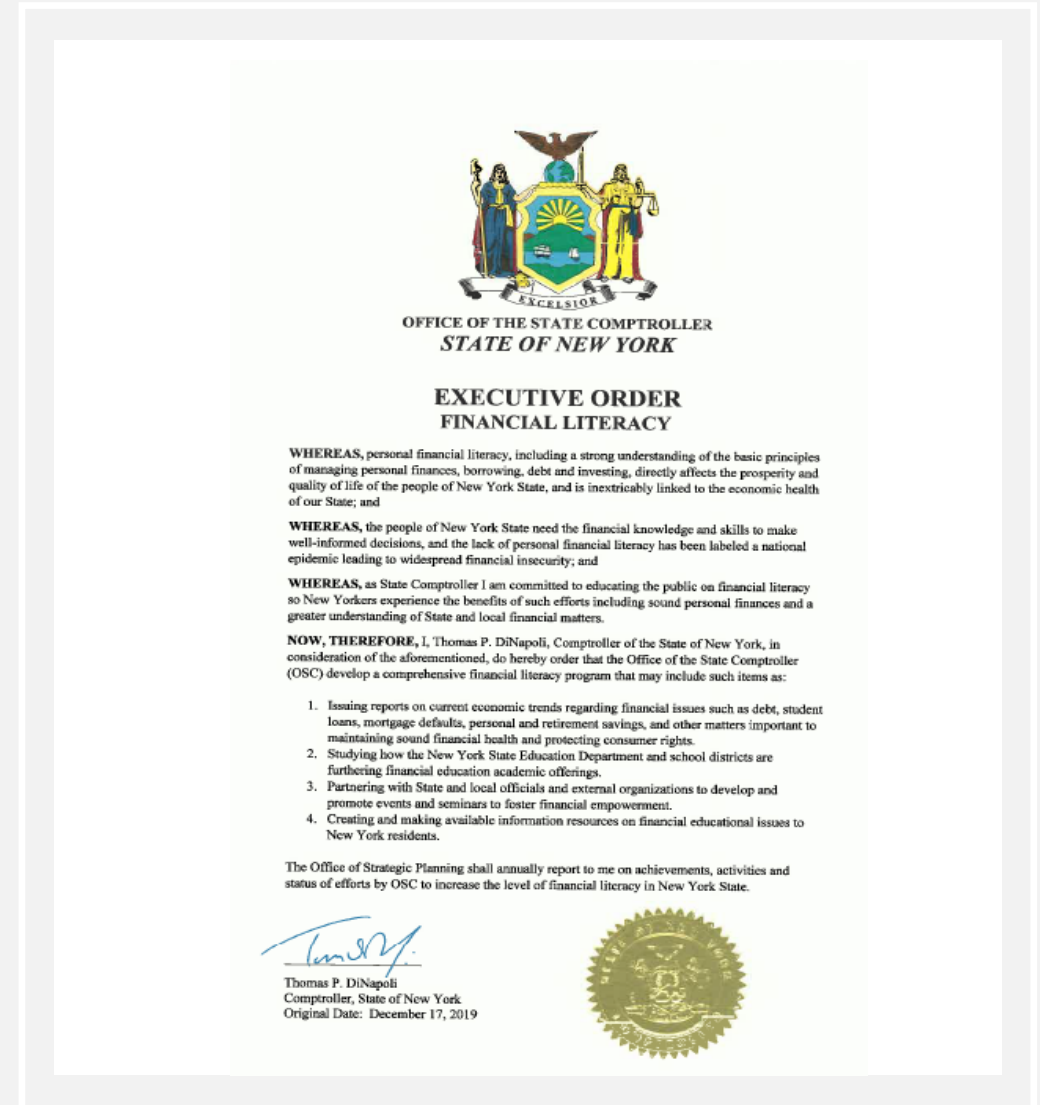 EXCELSIOR
OFFICE OF THE STATE COMPTROLLER
STATE OF NEW YORK
EXECUTIVE ORDER
FINANCIAL LITERACY
WHEREAS, personal financial literacy, including a strong understanding of the basic principles
of managing personal finances, borrowing, debt and investing, directly affects the prosperity and
quality of life of the people of New York State, and is inextricably linked to the economic health
of our State; and
WHEREAS, the people of New York State need the financial knowledge and skills to make
well-informed decisions, and the lack of personal financial literacy has been labeled a national
epidemic leading to widespread financial insecurity; and
WHEREAS, as State Comptroller I am committed to educating the public on financial literacy
so New Yorkers experience the benefits of such efforts including sound personal finances and a
greater understanding of State and local financial matters.
NOW, THEREFORE, I, Thomas P. DiNapoli, Comptroller of the State of New York, in
consideration of the aforementioned, do hereby order that the Office of the State Comptroller
(OSC) develop a comprehensive financial literacy program that may include such items as:
1. Issuing reports on current economic trends regarding financial issues such as debt, student
loans, mortgage defaults, personal and retirement savings, and other matters important to
maintaining sound financial health and protecting consumer rights.
2. Studying how the New York State Education Department and school districts are
furthering financial education academic offerings.
3. Partnering with State and local officials and external organizations to develop and
promote events and seminars to foster financial empowerment.
4. Creating and making available information resources on financial educational issues to
New York residents.
The Office of Strategic Planning shall annually report to me on achievements, activities and
status of efforts by OSC to increase the level of financial literacy in New York State.
Thomas P. DiNapoli
Comptroller, State of New York
Original Date: December 17, 2019